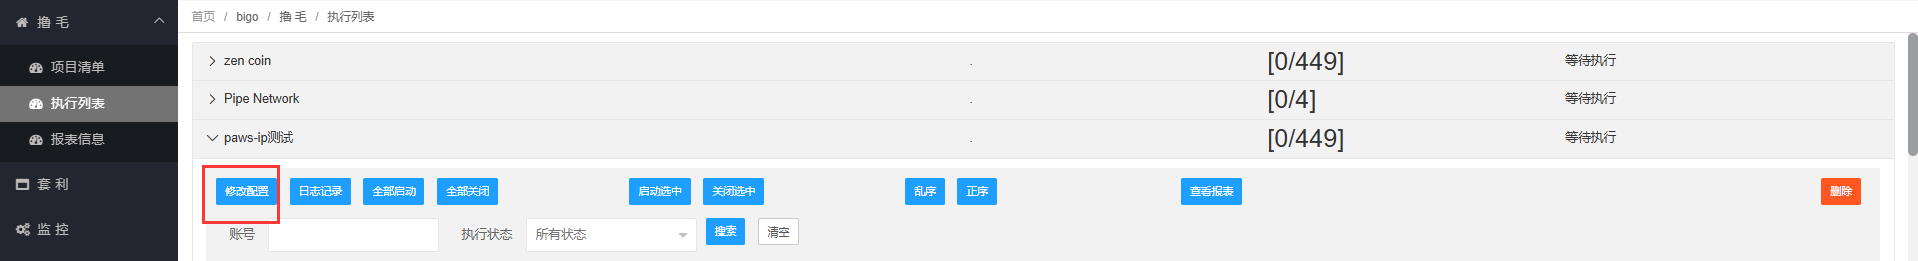 撸 毛
项目清单
执行列表
报表信息
套 利
监 控
首页 / bigo / 撸 毛 / 执行列表
zen coin . [0/449] 等待执行
Pipe Network . [0/4] 等待执行
paws-ip测试 . [0/449] 等待执行
修改配置 日志记录 全部启动 全部关闭 启动选中 关闭选中 乱序 正序 查看报表 删除
账号 执行状态 所有状态 搜索 清空